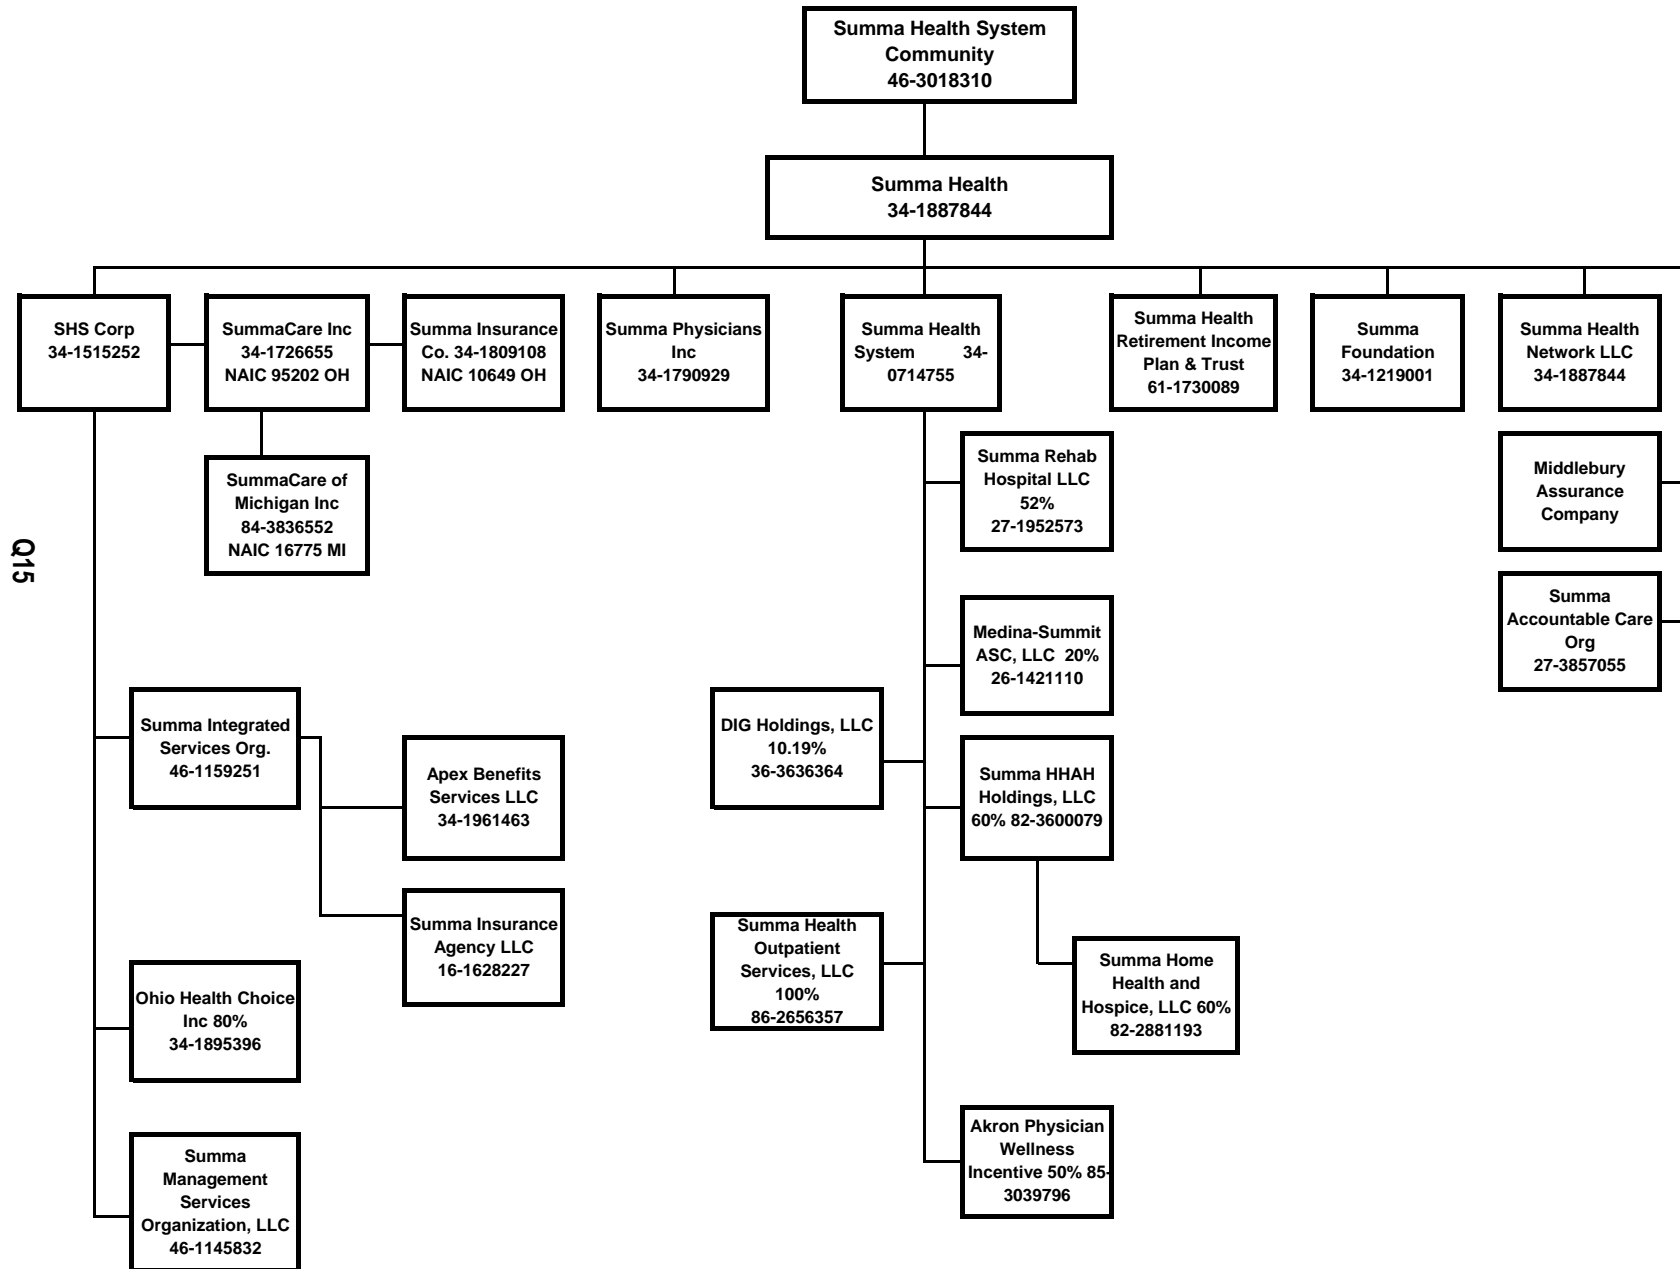 Summa Health System
Community
46-3018310
Summa Health
34-1887844
SHS Corp
34-1515252
SummaCare Inc
34-1726655
NAIC 95202 OH
Summa Insurance
Co. 34-1809108
NAIC 10649 OH
Summa Physicians
Inc
34-1790929
Summa Health
System 34-
0714755
Summa Health
Retirement Income
Plan & Trust
61-1730089
Summa
Foundation
34-1219001
Summa Health
Network LLC
34-1887844
SummaCare of
Michigan Inc
84-3836552
NAIC 16775 MI
Summa Rehab
Hospital LLC
52%
27-1952573
Middlebury
Assurance
Company
Q15
Medina-Summit
ASC, LLC 20%
26-1421110
Summa
Accountable Care
Org
27-3857055
Summa Integrated
Services Org.
46-1159251
Apex Benefits
Services LLC
34-1961463
DIG Holdings, LLC
10.19%
36-3636364
Summa HHAH
Holdings, LLC
60% 82-3600079
Summa Insurance
Agency LLC
16-1628227
Summa Health
Outpatient
Services, LLC
100%
86-2656357
Summa Home
Health and
Hospice, LLC 60%
82-2881193
Ohio Health Choice
Inc 80%
34-1895396
Akron Physician
Wellness
Incentive 50% 85-
3039796
Summa
Management
Services
Organization, LLC
46-1145832